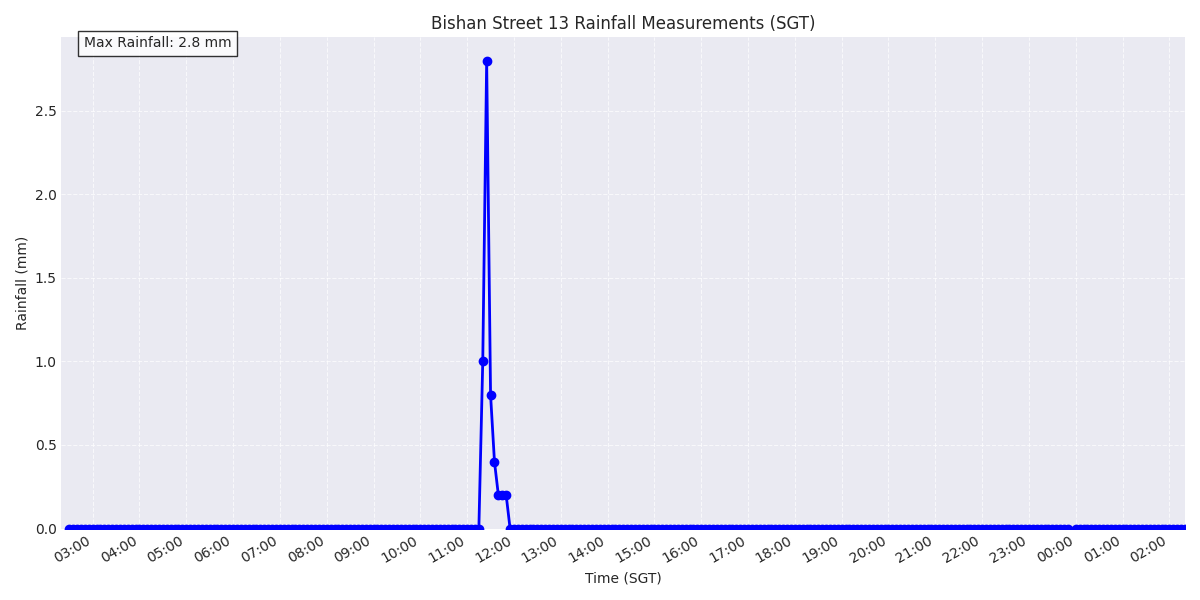 Bishan Street 13 Rainfall Measurements (SGT)
Max Rainfall: 2.8 mm
Rainfall (mm)
2.5
2.0
1.5
1.0
0.5
0.0
03:00 04:00 05:00 06:00 07:00 08:00 09:00 10:00 11:00 12:00 13:00 14:00 15:00 16:00 17:00 18:00 19:00 20:00 21:00 22:00 23:00 00:00 01:00 02:00
Time (SGT)